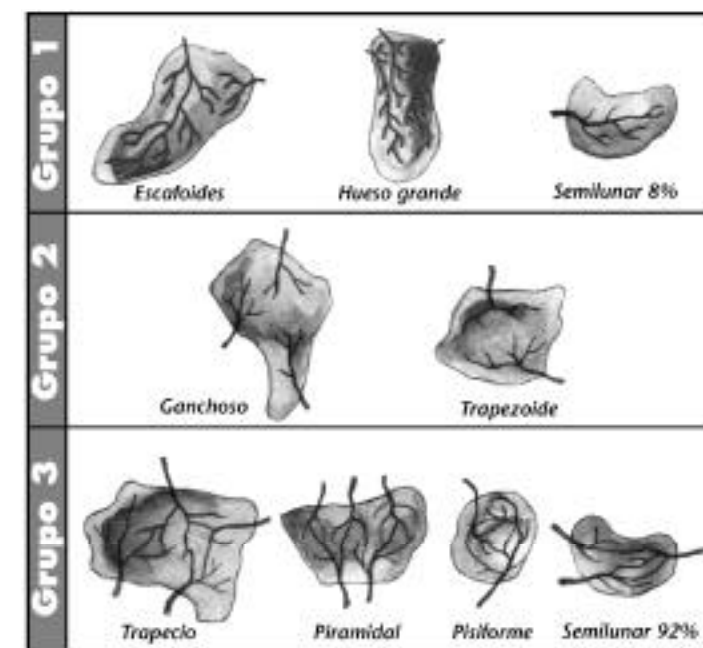 Grupo 1
Escafoides
Hueso grande
Semilunar 8%
Grupo 2
Ganchoso
Trapezoide
Grupo 3
Trapecio
Piramidal
Pisiforme
Semilunar 92%